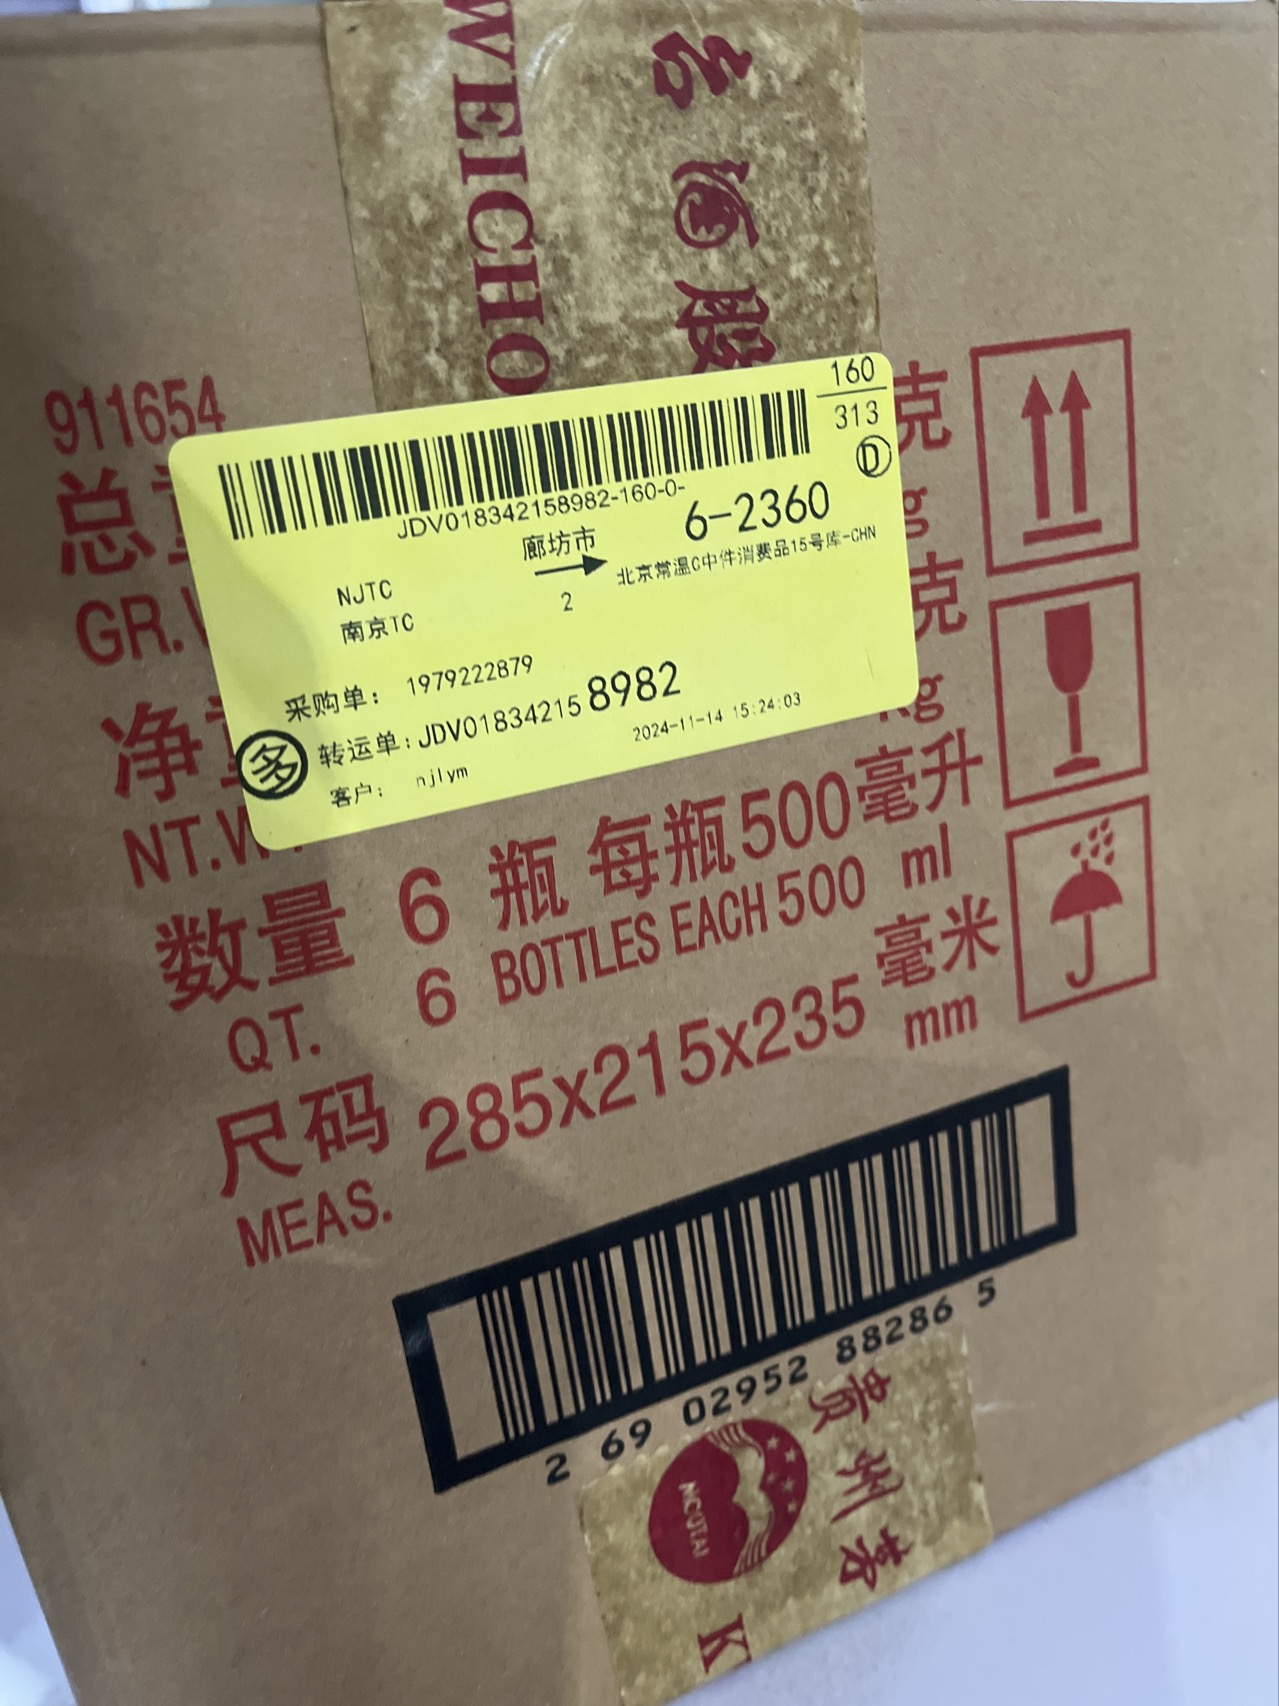 WEICHO
酒股
911654
160
313
D
JDV018342158982-160-0-
廊坊市
6-2360
NJTC
北京常温C中件消费品15号库-CHN
南京TC
2
采购单: 1979222879
多
转运单: JDV018342158982
2024-11-14 15:24:03
客户: njlym
总 克
GR. g
净 克
NT.W kg
数量 6 瓶 每瓶500毫升
QT. 6 BOTTLES EACH 500 ml
尺码 285x215x235 毫米
MEAS. mm
2 69 02952 88286 5
贵州茅
MOUTAI
K